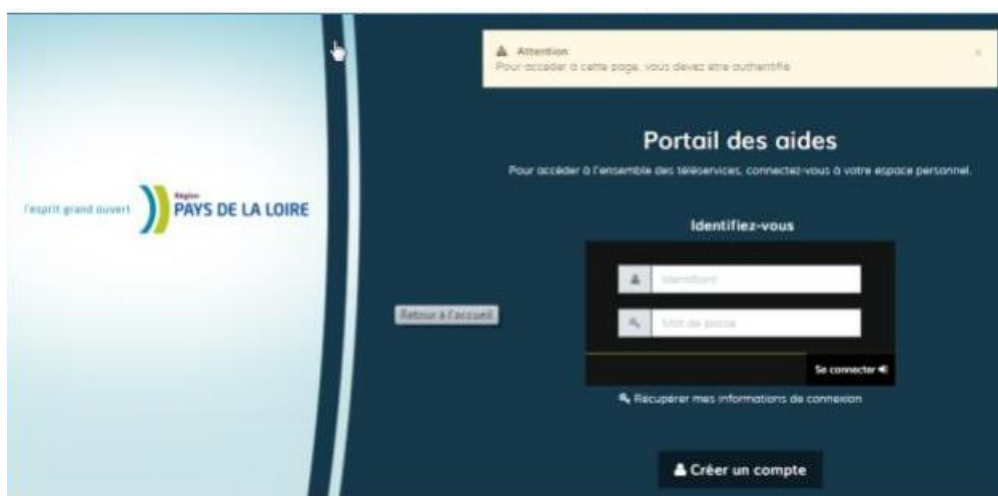 Attention
Pour accéder à cette page, vous devez être authentifié
×
Portail des aides
Pour accéder à l'ensemble des téléservices, connectez-vous à votre espace personnel.
l'esprit grand ouvert
Région
PAYS DE LA LOIRE
Identifiez-vous
Identifiant
Retour à l'accueil
Mot de passe
Se connecter
Récupérer mes informations de connexion
Créer un compte